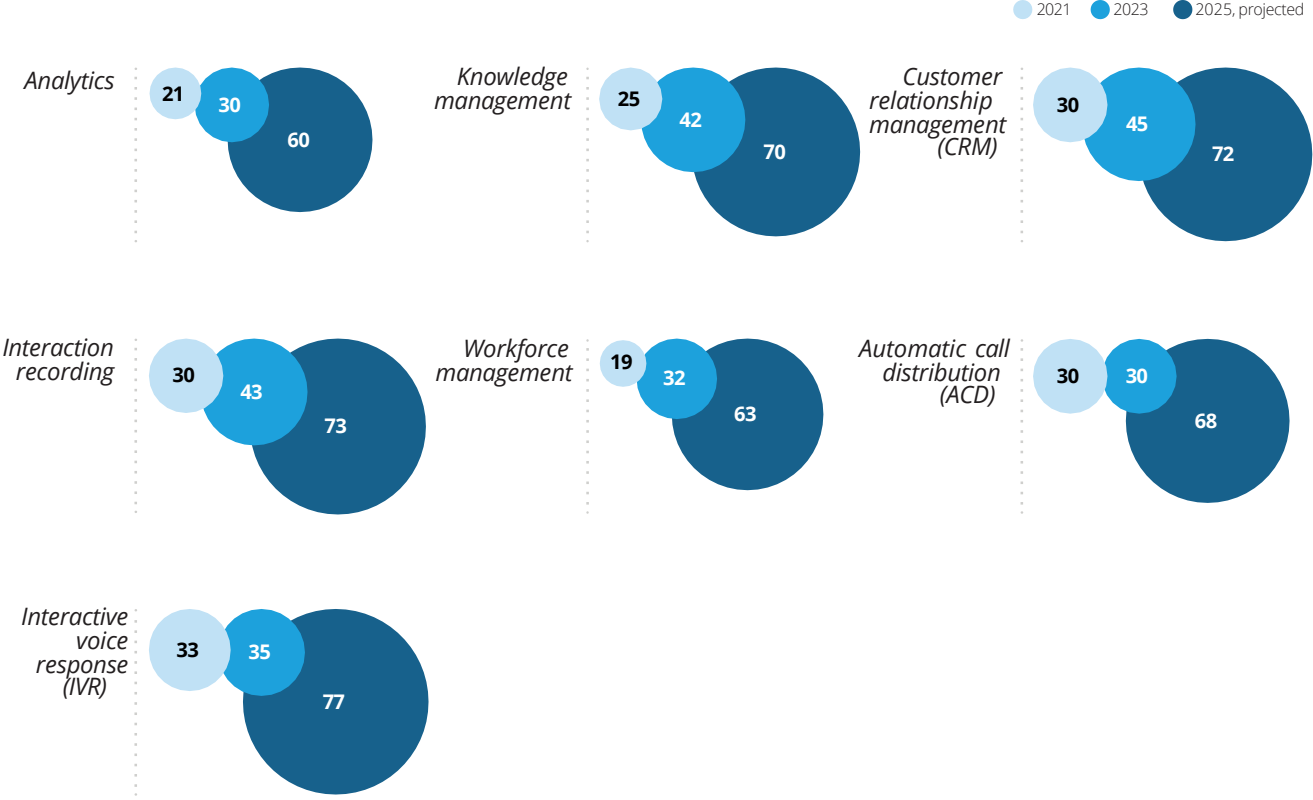 2021 2023 2025, projected
Analytics
21 30 60
Knowledge
management
25 42 70
Customer
relationship
management
(CRM)
30 45 72
Interaction
recording
30 43 73
Workforce
management
19 32 63
Automatic call
distribution
(ACD)
30 30 68
Interactive
voice
response
(IVR)
33 35 77